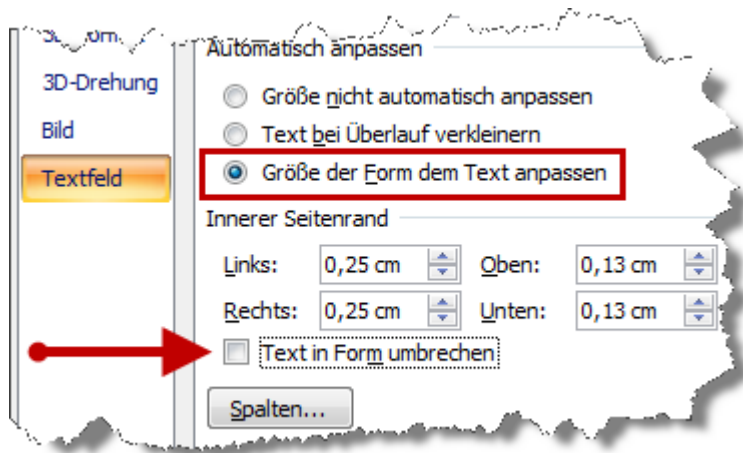 3D-Drehung
Bild
Textfeld
Automatisch anpassen
Größe nicht automatisch anpassen
Text bei Überlauf verkleinern
Größe der Form dem Text anpassen
Innerer Seitenrand
Links: 0,25 cm Oben: 0,13 cm
Rechts: 0,25 cm Unten: 0,13 cm
Text in Form umbrechen
Spalten...